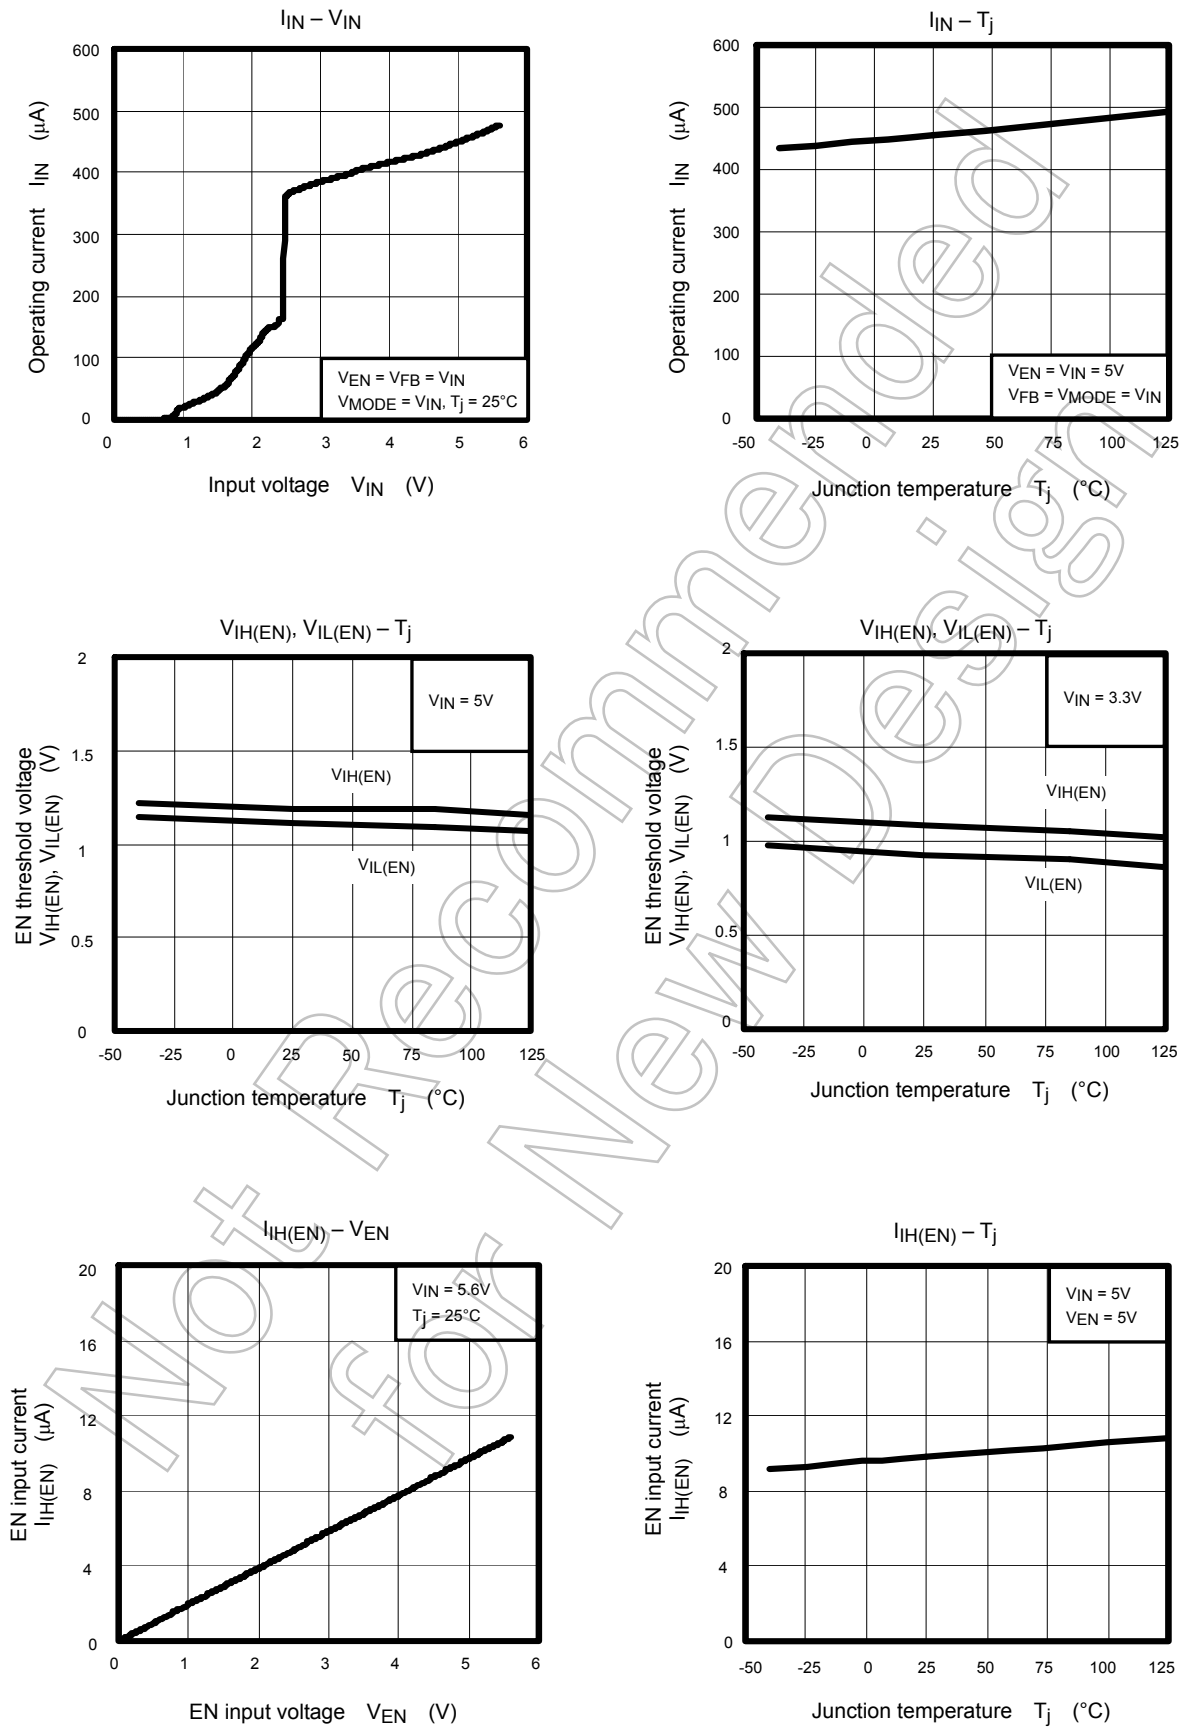 IIN – VIN
600
500
400
300
200
100
0
Operating current IIN (μA)
VEN = VFB = VIN
VMODE = VIN, Tj = 25°C
0 1 2 3 4 5 6
Input voltage VIN (V)
IIN – Tj
600
500
400
300
200
100
0
Operating current IIN (μA)
VEN = VIN = 5V
VFB = VMODE = VIN
-50 -25 0 25 50 75 100 125
Junction temperature Tj (°C)
VIH(EN), VIL(EN) – Tj
2
1.5
1
0.5
0
EN threshold voltage
VIH(EN), VIL(EN) (V)
VIN = 5V
VIH(EN)
VIL(EN)
-50 -25 0 25 50 75 100 125
Junction temperature Tj (°C)
VIH(EN), VIL(EN) – Tj
2
1.5
1
0.5
0
EN threshold voltage
VIH(EN), VIL(EN) (V)
VIN = 3.3V
VIH(EN)
VIL(EN)
-50 -25 0 25 50 75 100 125
Junction temperature Tj (°C)
IIH(EN) – VEN
20
16
12
8
4
0
EN input current
IIH(EN) (μA)
VIN = 5.6V
Tj = 25°C
0 1 2 3 4 5 6
EN input voltage VEN (V)
IIH(EN) – Tj
20
16
12
8
4
0
EN input current
IIH(EN) (μA)
VIN = 5V
VEN = 5V
-50 -25 0 25 50 75 100 125
Junction temperature Tj (°C)
Not Recommended
for New Design